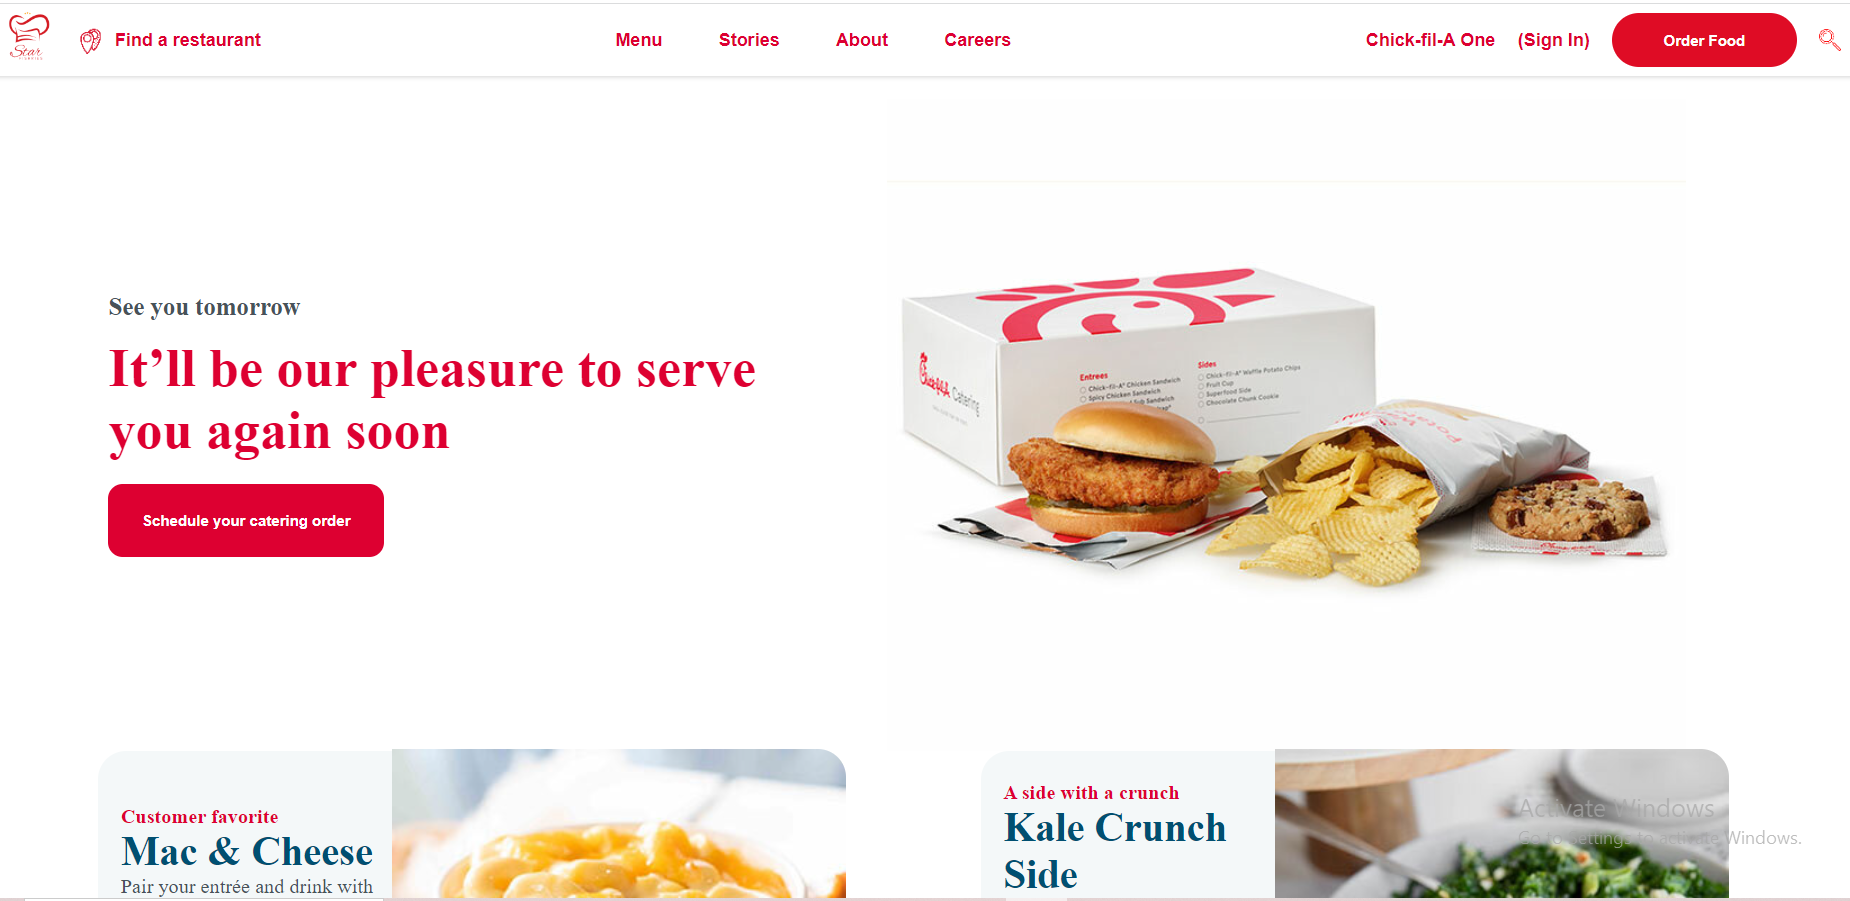 Star
Find a restaurant
Menu
Stories
About
Careers
Chick-fil-A One
(Sign In)
Order Food
See you tomorrow
It’ll be our pleasure to serve
you again soon
Schedule your catering order
Chick-fil-A Catering
Entrees
Chick-fil-A® Chicken Sandwich
Spicy Chicken Sandwich
Sub Sandwich
Sides
Chick-fil-A® Waffle Potato Chips
Fruit Cup
Superfood Side
Chocolate Chunk Cookie
Customer favorite
Mac & Cheese
Pair your entrée and drink with
A side with a crunch
Kale Crunch
Side
Activate Windows
Go to Settings to activate Windows.